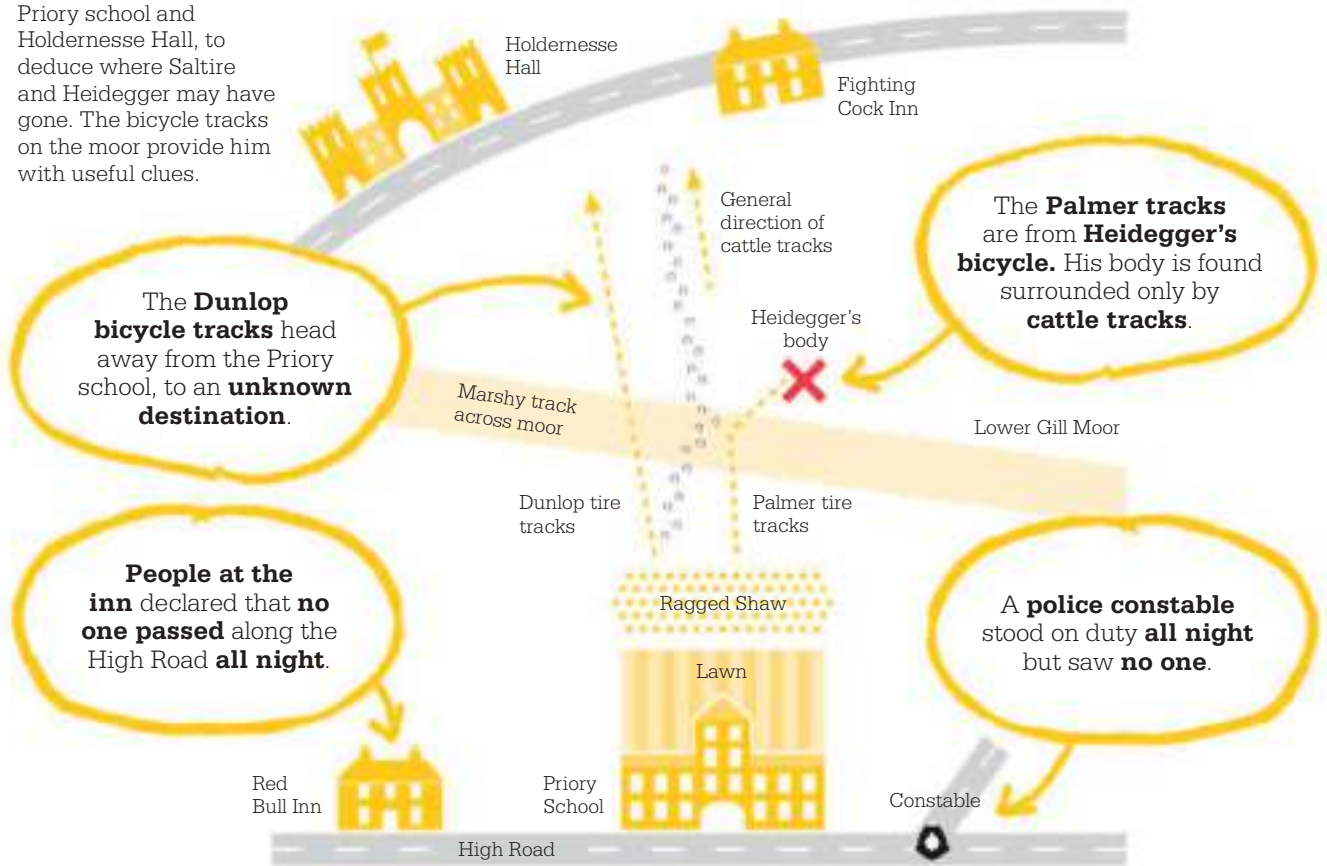 Priory school and
Holdernesse Hall, to
deduce where Saltire
and Heidegger may have
gone. The bicycle tracks
on the moor provide him
with useful clues.
Holdernesse
Hall
Fighting
Cock Inn
General
direction of
cattle tracks
The Palmer tracks
are from Heidegger's
bicycle. His body is found
surrounded only by
cattle tracks.
The Dunlop
bicycle tracks head
away from the Priory
school, to an unknown
destination.
Heidegger's
body
Marshy track
across moor
Lower Gill Moor
Dunlop tire
tracks
Palmer tire
tracks
People at the
inn declared that no
one passed along the
High Road all night.
Ragged Shaw
Lawn
A police constable
stood on duty all night
but saw no one.
Red
Bull Inn
Priory
School
Constable
High Road